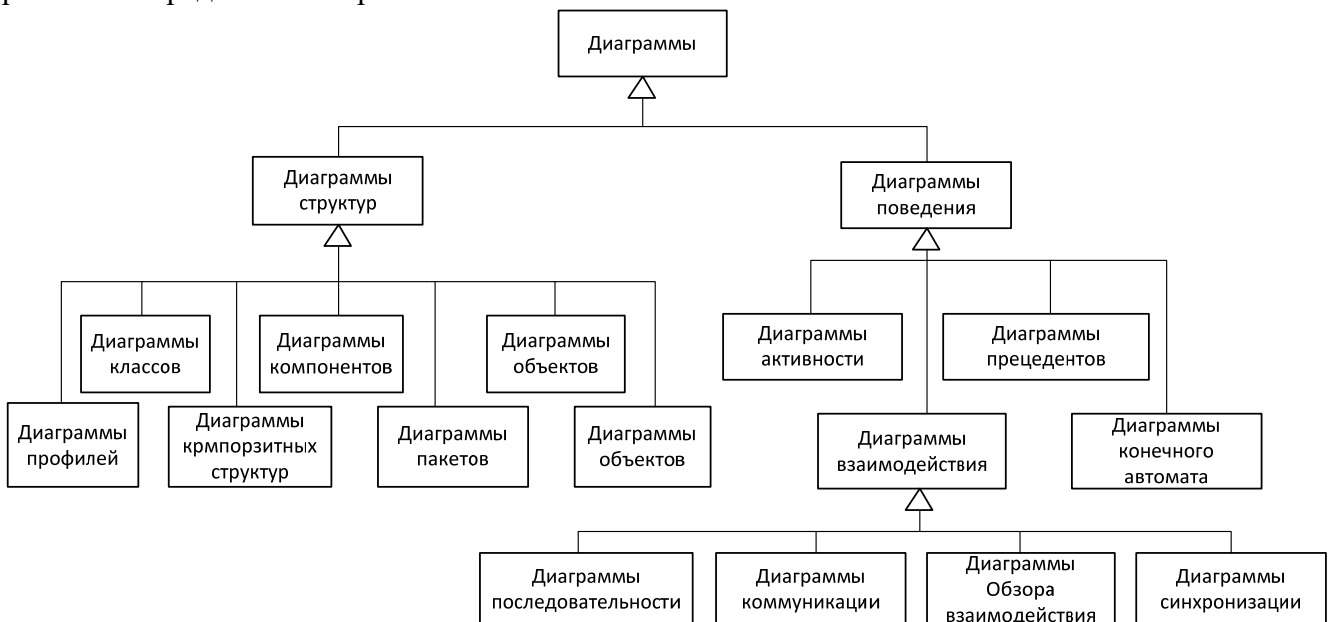 Диаграммы
Диаграммы
структур
Диаграммы
поведения
Диаграммы
классов
Диаграммы
компонентов
Диаграммы
объектов
Диаграммы
активности
Диаграммы
прецедентов
Диаграммы
профилей
Диаграммы
крмпорзитных
структур
Диаграммы
пакетов
Диаграммы
объектов
Диаграммы
взаимодействия
Диаграммы
конечного
автомата
Диаграммы
последовательности
Диаграммы
коммуникации
Диаграммы
Обзора
взаимодействия
Диаграммы
синхронизации